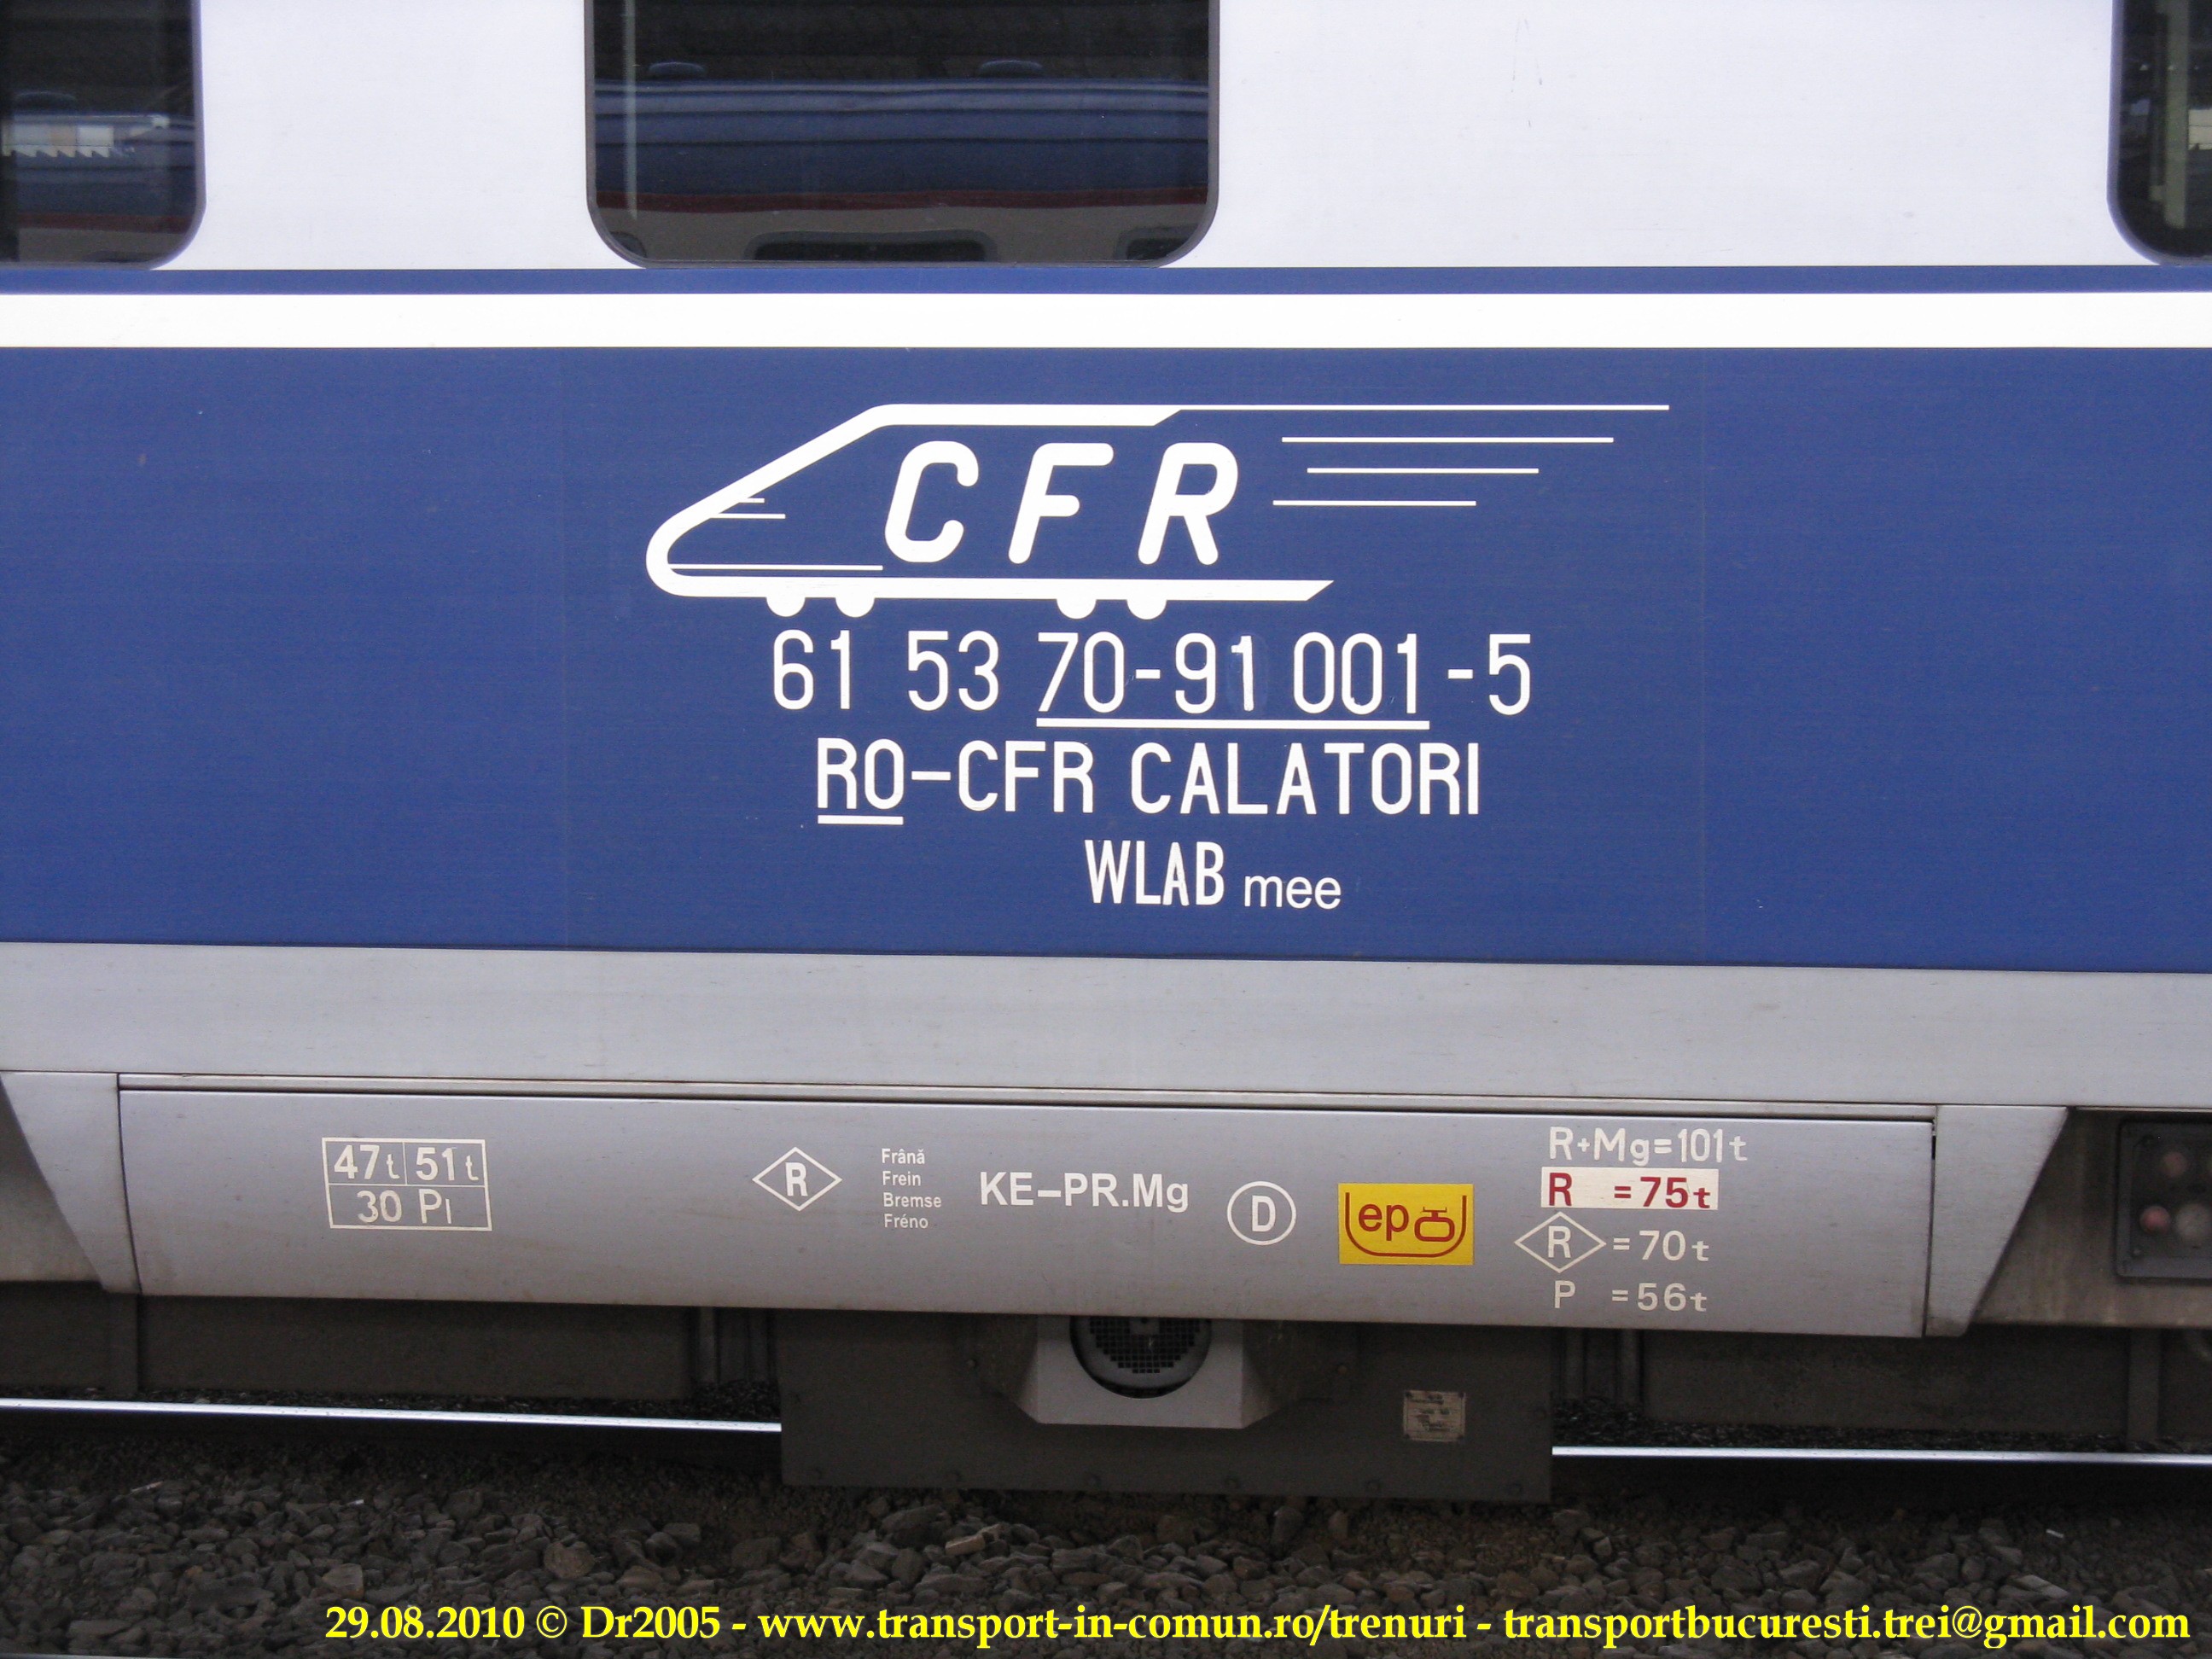 CFR
61 53 70-91 001-5
RO-CFR CALATORI
WLAB mee
47t 51t
30 Pl
R
Frână
Frein
Bremse
Fréno
KE-PR.Mg
D
ep
R+Mg=101t
R =75t
R =70t
P =56t
29.08.2010 © Dr2005 - www.transport-in-comun.ro/trenuri - transportbucuresti.trei@gmail.com